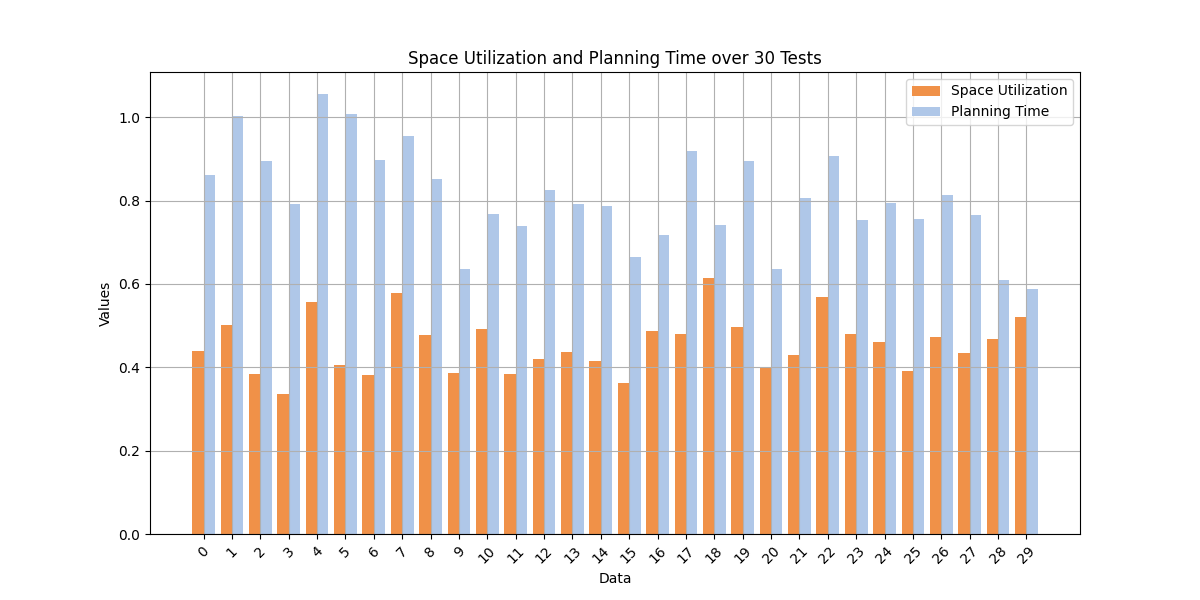 Space Utilization and Planning Time over 30 Tests
Space Utilization
Planning Time
Values
1.0
0.8
0.6
0.4
0.2
0.0
0 1 2 3 4 5 6 7 8 9 10 11 12 13 14 15 16 17 18 19 20 21 22 23 24 25 26 27 28 29
Data